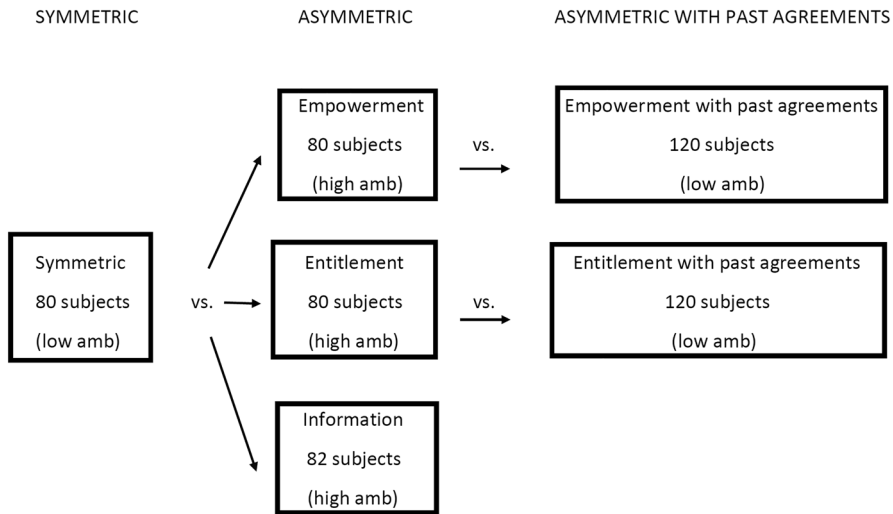 SYMMETRIC
ASYMMETRIC
ASYMMETRIC WITH PAST AGREEMENTS
Empowerment
80 subjects
(high amb)
vs.
Empowerment with past agreements
120 subjects
(low amb)
Symmetric
80 subjects
(low amb)
vs.
Entitlement
80 subjects
(high amb)
vs.
Entitlement with past agreements
120 subjects
(low amb)
Information
82 subjects
(high amb)